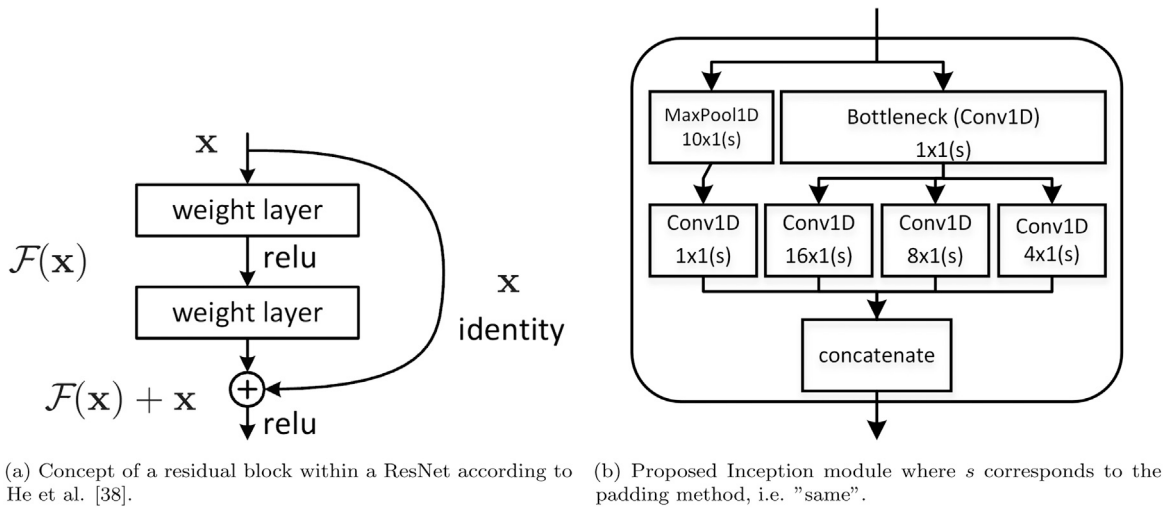 x
weight layer
F(x)
relu
x
weight layer
identity
F(x) + x
relu
MaxPool1D
10x1(s)
Bottleneck (Conv1D)
1x1(s)
Conv1D
1x1(s)
Conv1D
16x1(s)
Conv1D
8x1(s)
Conv1D
4x1(s)
concatenate
(a) Concept of a residual block within a ResNet according to
He et al. [38].
(b) Proposed Inception module where s corresponds to the
padding method, i.e. ”same”.